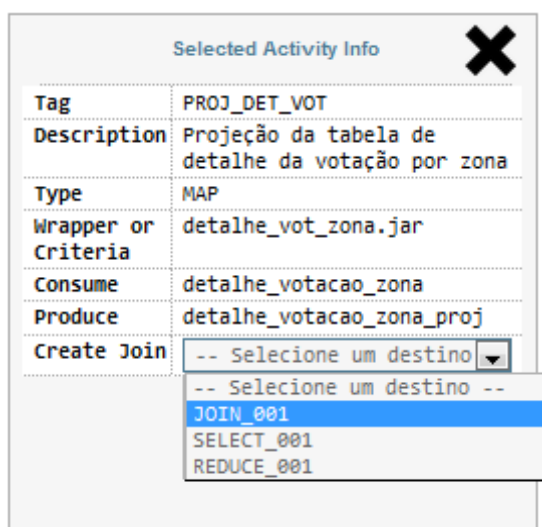 Selected Activity Info
Tag PROJ_DET_VOT
Description Projeção da tabela de
detalhe da votação por zona
Type MAP
Wrapper or detalhe_vot_zona.jar
Criteria
Consume detalhe_votacao_zona
Produce detalhe_votacao_zona_proj
Create Join -- Selecione um destino
-- Selecione um destino --
JOIN_001
SELECT_001
REDUCE_001